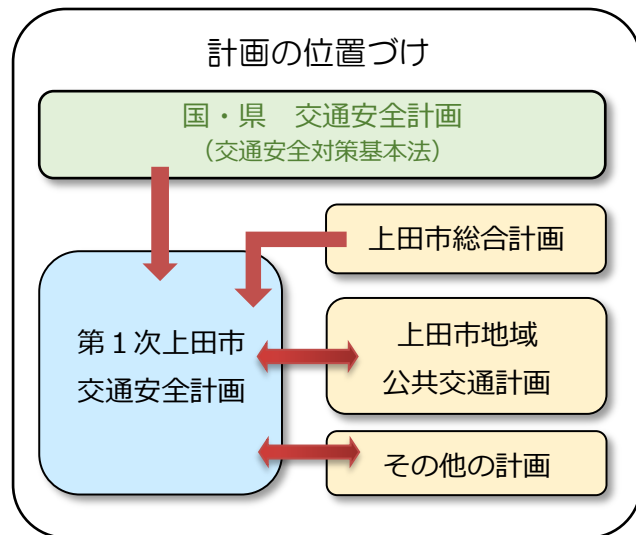 計画の位置づけ
国・県　交通安全計画
（交通安全対策基本法）
上田市総合計画
第１次上田市
交通安全計画
上田市地域
公共交通計画
その他の計画